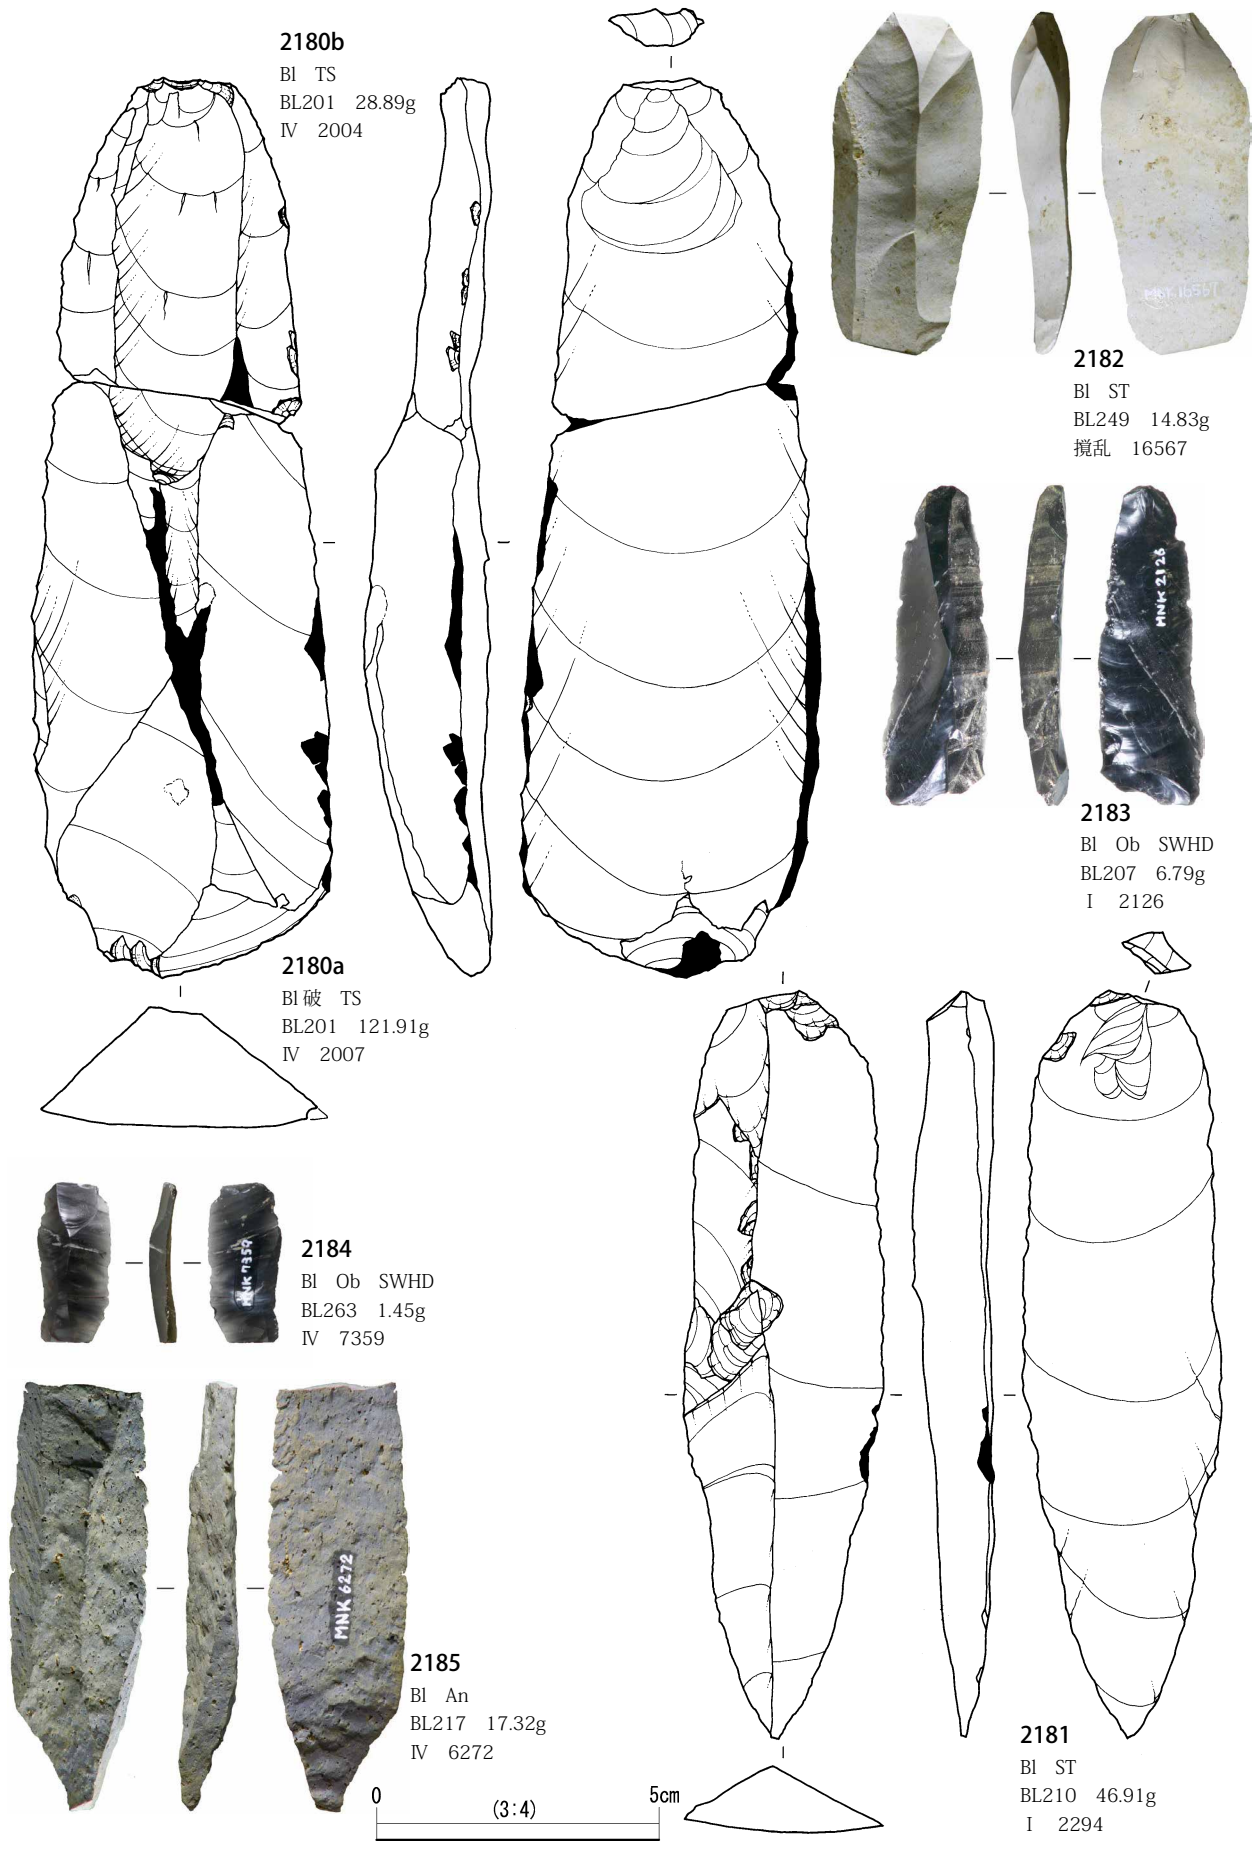 2180b
Bl TS
BL201 28.89g
Ⅳ 2004
2182
Bl ST
BL249 14.83g
撹乱 16567
MNK 2126
2183
Bl Ob SWHD
BL207 6.79g
Ⅰ 2126
2180a
Bl破 TS
BL201 121.91g
Ⅳ 2007
MNK 7359
2184
Bl Ob SWHD
BL263 1.45g
Ⅳ 7359
MNK 6272
2185
Bl An
BL217 17.32g
Ⅳ 6272
2181
Bl ST
BL210 46.91g
Ⅰ 2294
0 (3:4) 5cm